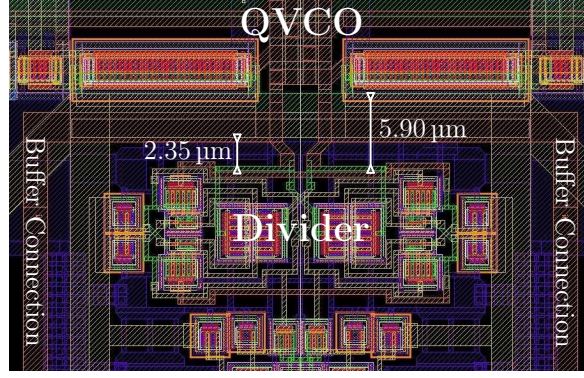 QVCO
5.90 µm
2.35 µm
Divider
Buffer Connection
Buffer Connection